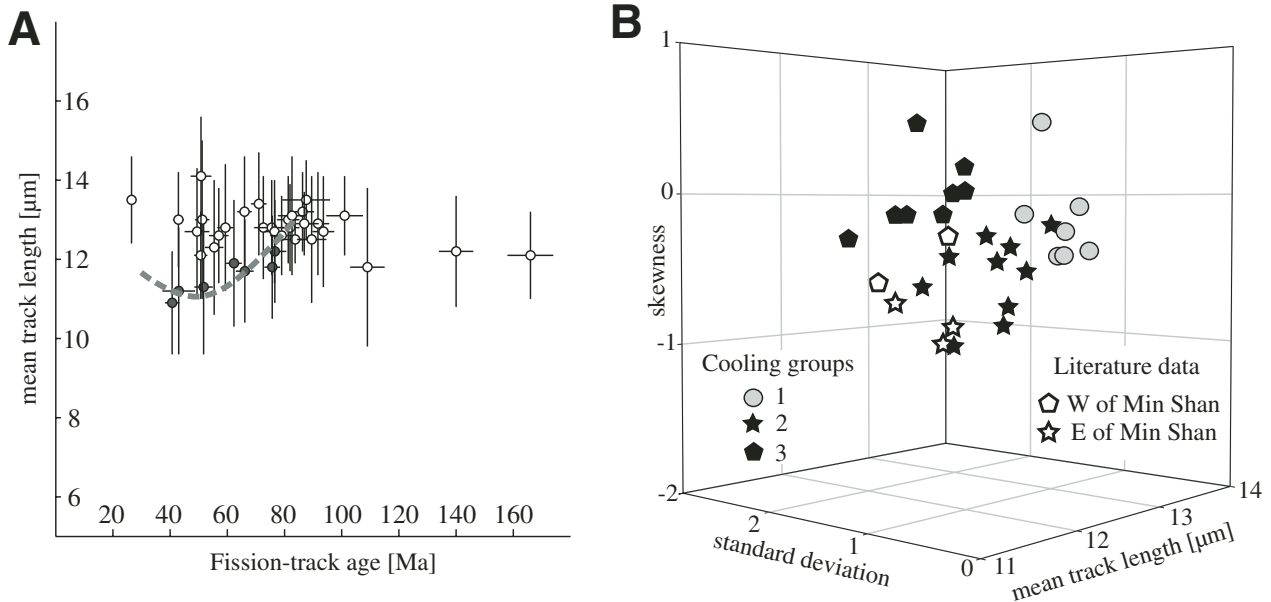 A
16
14
12
10
8
6
mean track length [μm]
20 40 60 80 100 120 140 160
Fission-track age [Ma]
B
1
0
-1
-2
skewness
Cooling groups
1
2
3
Literature data
W of Min Shan
E of Min Shan
2
1
0
standard deviation
11
12
13
14
mean track length [μm]